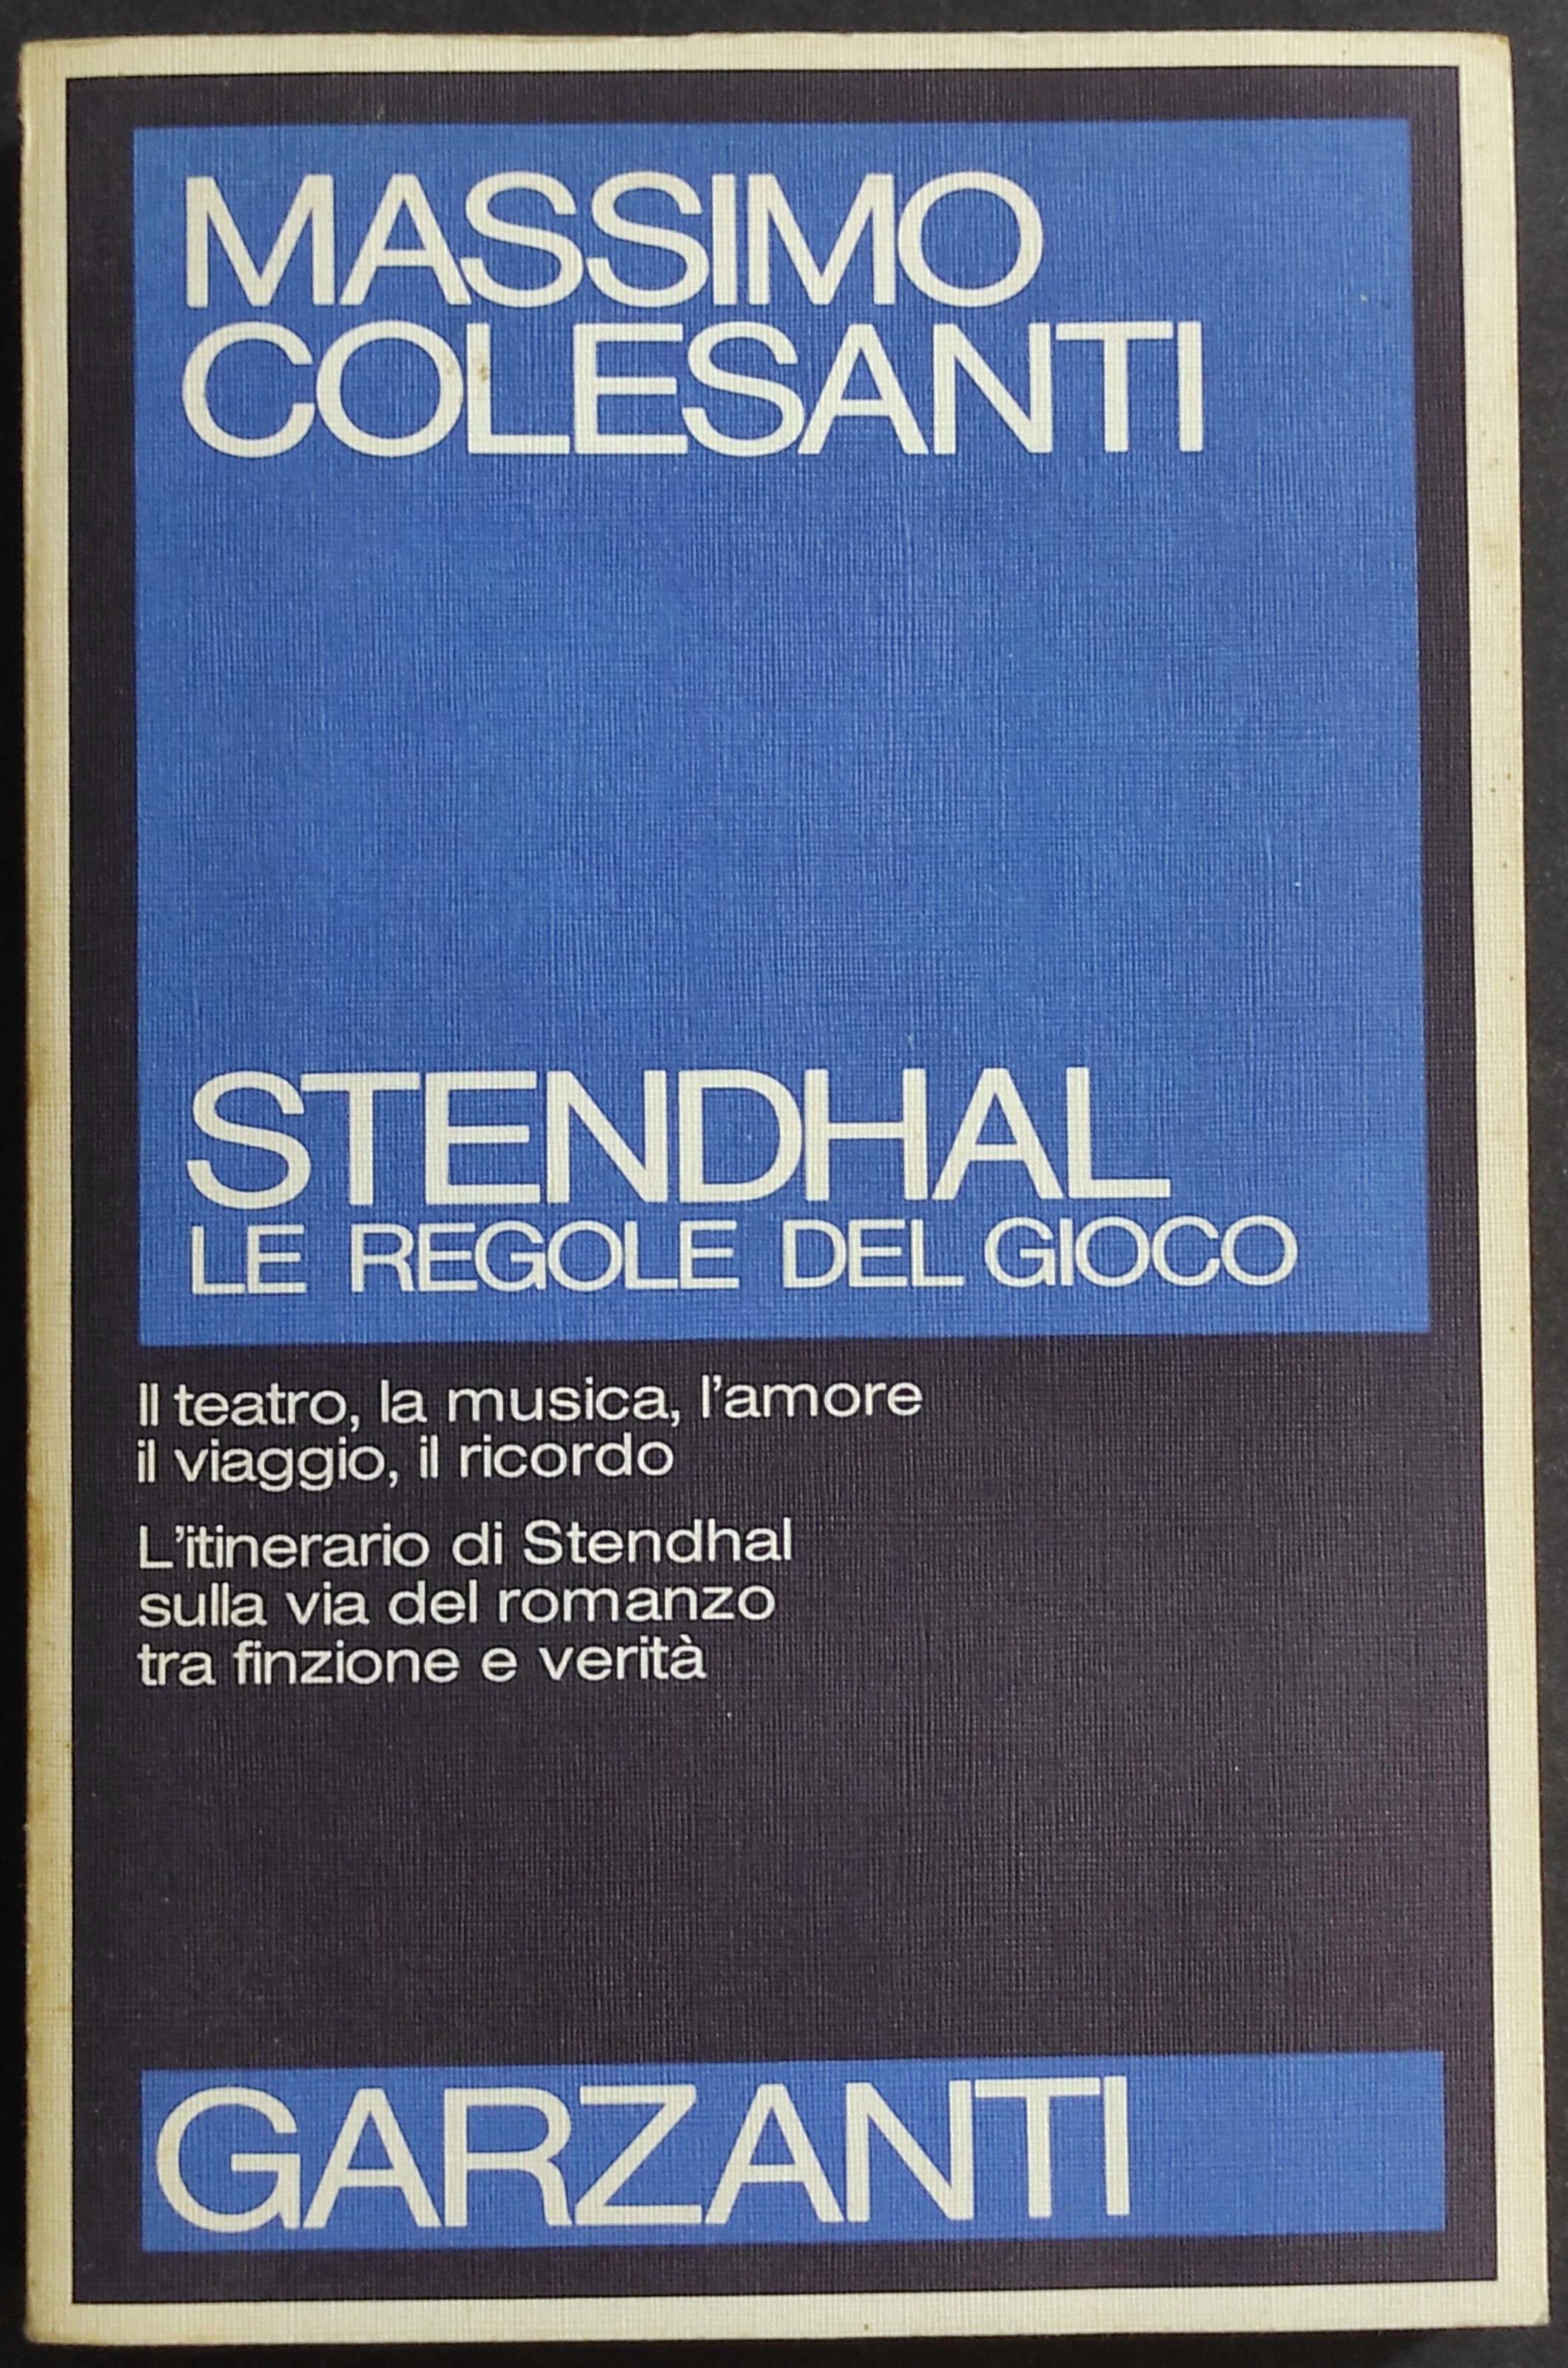 MASSIMO
COLESANTI
STENDHAL
LE REGOLE DEL GIOCO
Il teatro, la musica, l'amore
il viaggio, il ricordo
L'itinerario di Stendhal
sulla via del romanzo
tra finzione e verità
GARZANTI